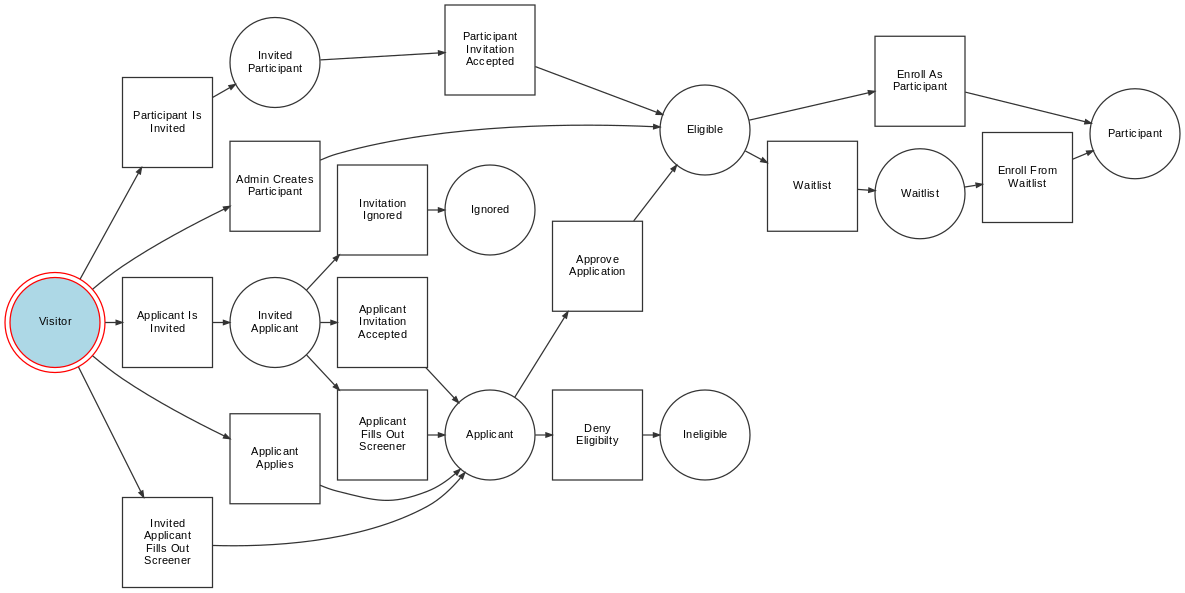 Invited
Participant
Participant
Invitation
Accepted
Participant Is
Invited
Eligible
Enroll As
Participant
Participant
Admin Creates
Participant
Invitation
Ignored
Ignored
Waitlist
Waitlist
Enroll From
Waitlist
Approve
Application
Visitor
Applicant Is
Invited
Invited
Applicant
Applicant
Invitation
Accepted
Applicant
Fills Out
Screener
Applicant
Deny
Eligibilty
Ineligible
Applicant
Applies
Invited
Applicant
Fills Out
Screener